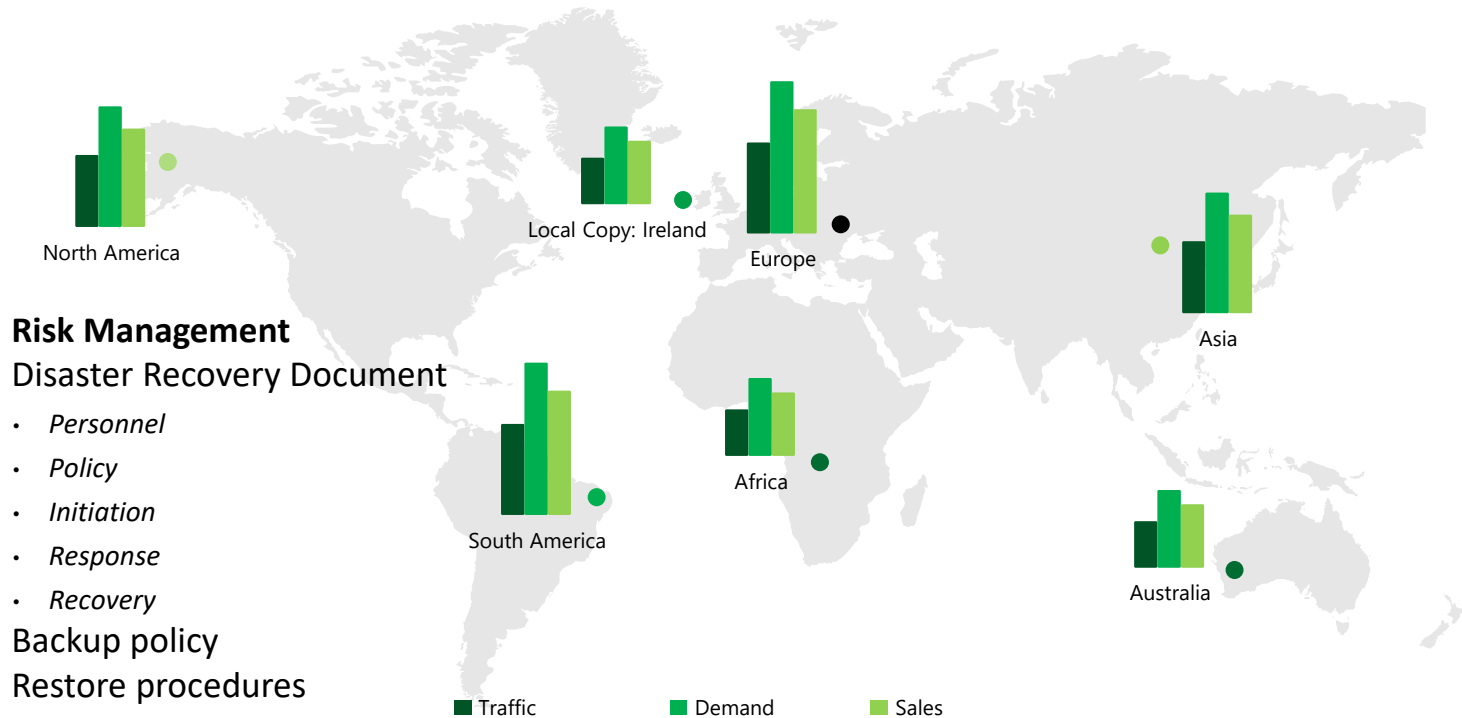 North America
Local Copy: Ireland
Europe
Asia
Risk Management
Disaster Recovery Document
• Personnel
• Policy
• Initiation
• Response
• Recovery
Backup policy
Restore procedures
South America
Africa
Australia
Traffic
Demand
Sales